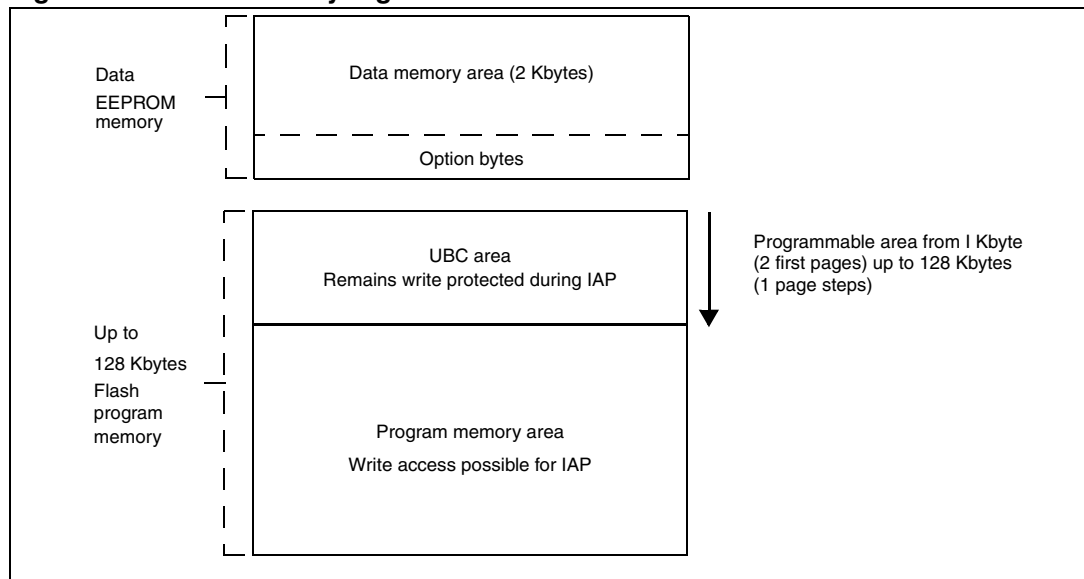 Data
EEPROM
memory
Data memory area (2 Kbytes)
Option bytes
UBC area
Remains write protected during IAP
Programmable area from I Kbyte
(2 first pages) up to 128 Kbytes
(1 page steps)
Up to
128 Kbytes
Flash
program
memory
Program memory area
Write access possible for IAP